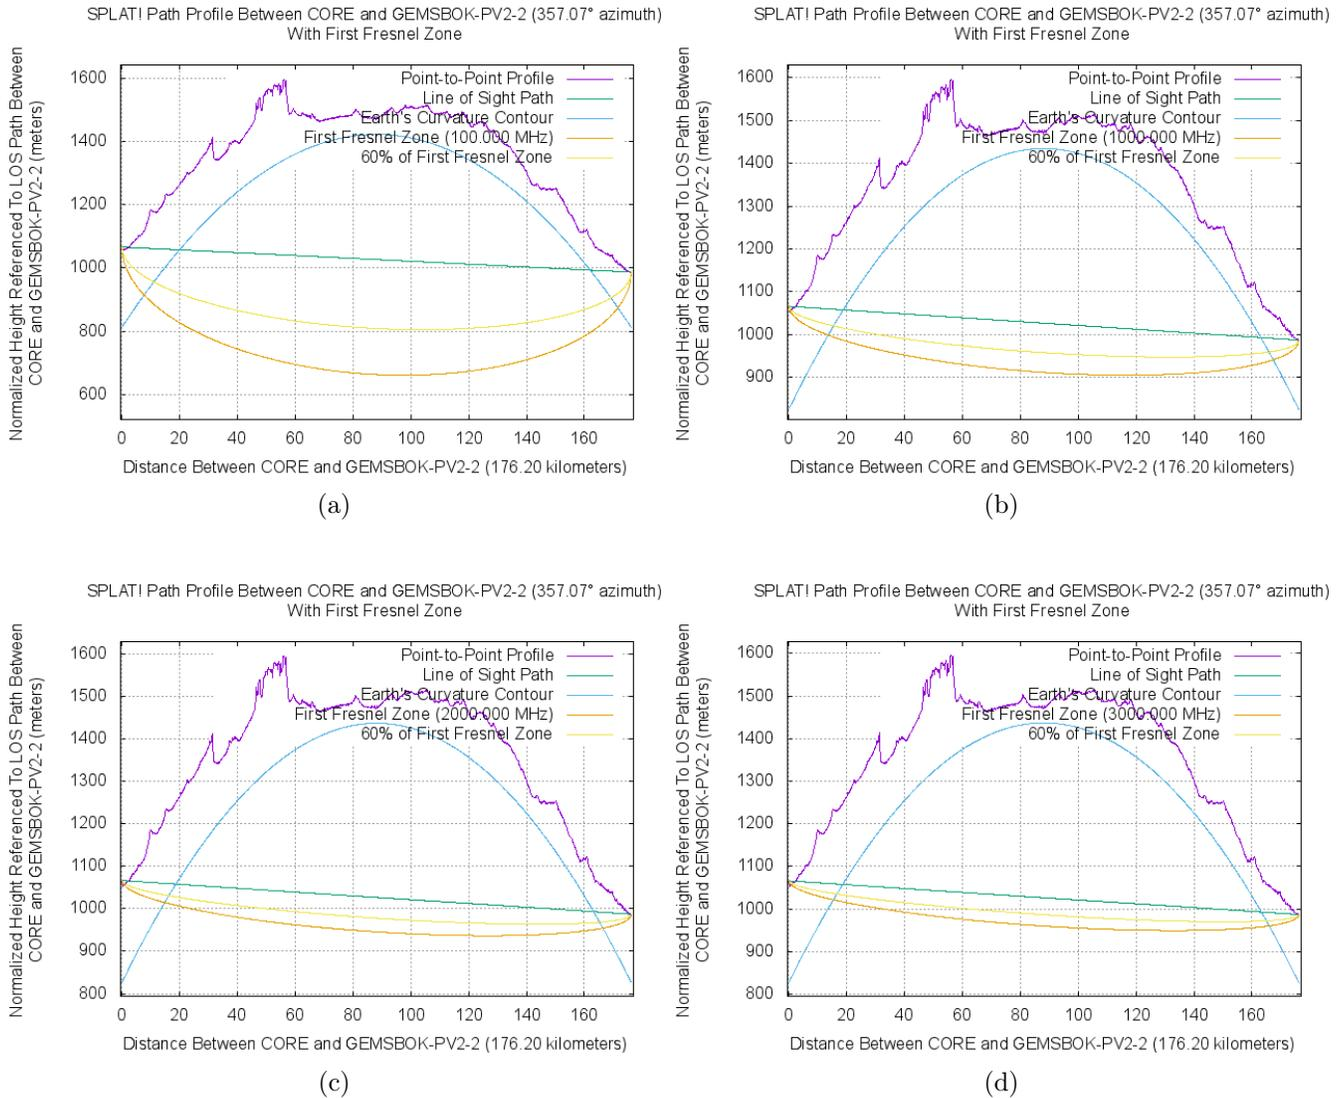 SPLAT! Path Profile Between CORE and GEMSBOK-PV2-2 (357.07° azimuth)
With First Fresnel Zone
Normalized Height Referenced To LOS Path Between
CORE and GEMSBOK-PV2-2 (meters)
1600
1400
1200
1000
800
600
Point-to-Point Profile
Line of Sight Path
Earth's Curvature Contour
First Fresnel Zone (100.000 MHz)
60% of First Fresnel Zone
0 20 40 60 80 100 120 140 160
Distance Between CORE and GEMSBOK-PV2-2 (176.20 kilometers)
(a)
SPLAT! Path Profile Between CORE and GEMSBOK-PV2-2 (357.07° azimuth)
With First Fresnel Zone
Normalized Height Referenced To LOS Path Between
CORE and GEMSBOK-PV2-2 (meters)
1600
1500
1400
1300
1200
1100
1000
900
Point-to-Point Profile
Line of Sight Path
Earth's Curvature Contour
First Fresnel Zone (1000.000 MHz)
60% of First Fresnel Zone
0 20 40 60 80 100 120 140 160
Distance Between CORE and GEMSBOK-PV2-2 (176.20 kilometers)
(b)
SPLAT! Path Profile Between CORE and GEMSBOK-PV2-2 (357.07° azimuth)
With First Fresnel Zone
Normalized Height Referenced To LOS Path Between
CORE and GEMSBOK-PV2-2 (meters)
1600
1500
1400
1300
1200
1100
1000
900
800
Point-to-Point Profile
Line of Sight Path
Earth's Curvature Contour
First Fresnel Zone (2000.000 MHz)
60% of First Fresnel Zone
0 20 40 60 80 100 120 140 160
Distance Between CORE and GEMSBOK-PV2-2 (176.20 kilometers)
(c)
SPLAT! Path Profile Between CORE and GEMSBOK-PV2-2 (357.07° azimuth)
With First Fresnel Zone
Normalized Height Referenced To LOS Path Between
CORE and GEMSBOK-PV2-2 (meters)
1600
1500
1400
1300
1200
1100
1000
900
800
Point-to-Point Profile
Line of Sight Path
Earth's Curvature Contour
First Fresnel Zone (3000.000 MHz)
60% of First Fresnel Zone
0 20 40 60 80 100 120 140 160
Distance Between CORE and GEMSBOK-PV2-2 (176.20 kilometers)
(d)